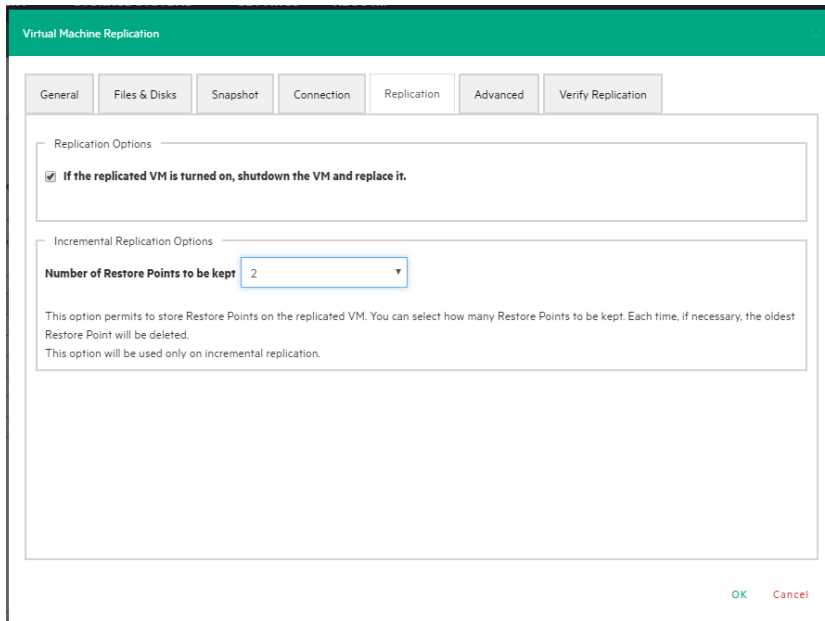 Virtual Machine Replication
General
Files & Disks
Snapshot
Connection
Replication
Advanced
Verify Replication
Replication Options
If the replicated VM is turned on, shutdown the VM and replace it.
Incremental Replication Options
Number of Restore Points to be kept 2
This option permits to store Restore Points on the replicated VM. You can select how many Restore Points to be kept. Each time, if necessary, the oldest
Restore Point will be deleted.
This option will be used only on incremental replication.
OK Cancel